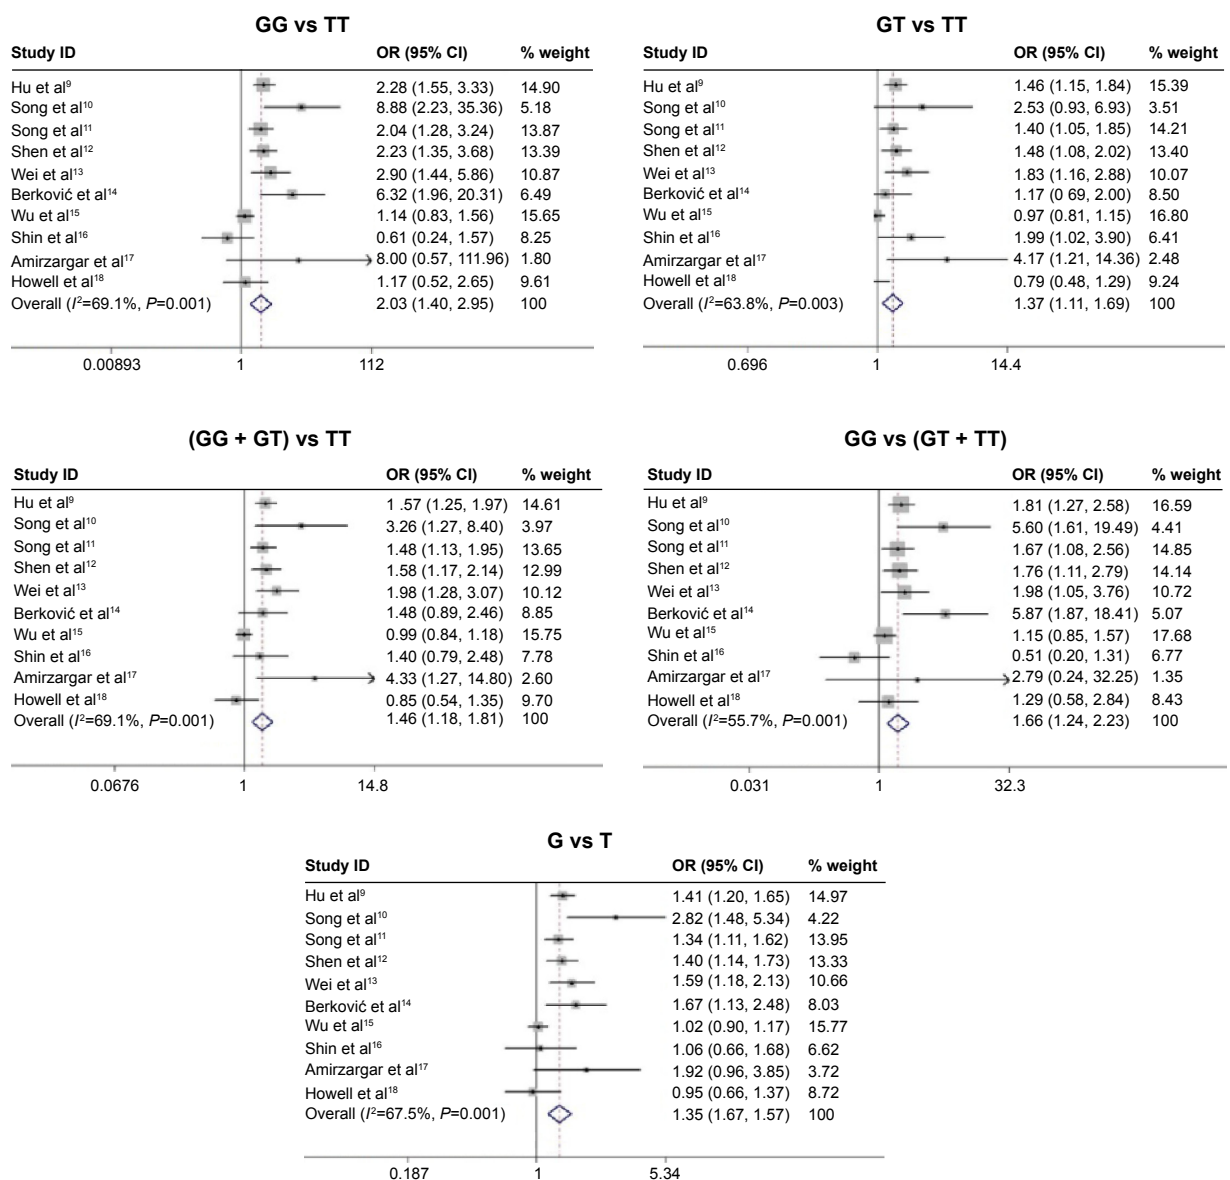 GG vs TT
Study ID OR (95% CI) % weight
Hu et al⁹ 2.28 (1.55, 3.33) 14.90
Song et al¹⁰ 8.88 (2.23, 35.36) 5.18
Song et al¹¹ 2.04 (1.28, 3.24) 13.87
Shen et al¹² 2.23 (1.35, 3.68) 13.39
Wei et al¹³ 2.90 (1.44, 5.86) 10.87
Berković et al¹⁴ 6.32 (1.96, 20.31) 6.49
Wu et al¹⁵ 1.14 (0.83, 1.56) 15.65
Shin et al¹⁶ 0.61 (0.24, 1.57) 8.25
Amirzargar et al¹⁷ 8.00 (0.57, 111.96) 1.80
Howell et al¹⁸ 1.17 (0.52, 2.65) 9.61
Overall (I²=69.1%, P=0.001) 2.03 (1.40, 2.95) 100
0.00893 1 112
GT vs TT
Study ID OR (95% CI) % weight
Hu et al⁹ 1.46 (1.15, 1.84) 15.39
Song et al¹⁰ 2.53 (0.93, 6.93) 3.51
Song et al¹¹ 1.40 (1.05, 1.85) 14.21
Shen et al¹² 1.48 (1.08, 2.02) 13.40
Wei et al¹³ 1.83 (1.16, 2.88) 10.07
Berković et al¹⁴ 1.17 (0 69, 2.00) 8.50
Wu et al¹⁵ 0.97 (0.81, 1.15) 16.80
Shin et al¹⁶ 1.99 (1.02, 3.90) 6.41
Amirzargar et al¹⁷ 4.17 (1.21, 14.36) 2.48
Howell et al¹⁸ 0.79 (0.48, 1.29) 9.24
Overall (I²=63.8%, P=0.003) 1.37 (1.11, 1.69) 100
0.696 1 14.4
(GG + GT) vs TT
Study ID OR (95% CI) % weight
Hu et al⁹ 1 .57 (1.25, 1.97) 14.61
Song et al¹⁰ 3.26 (1.27, 8.40) 3.97
Song et al¹¹ 1.48 (1.13, 1.95) 13.65
Shen et al¹² 1.58 (1.17, 2.14) 12.99
Wei et al¹³ 1.98 (1.28, 3.07) 10.12
Berković et al¹⁴ 1.48 (0.89, 2.46) 8.85
Wu et al¹⁵ 0.99 (0.84, 1.18) 15.75
Shin et al¹⁶ 1.40 (0.79, 2.48) 7.78
Amirzargar et al¹⁷ 4.33 (1.27, 14.80) 2.60
Howell et al¹⁸ 0.85 (0.54, 1.35) 9.70
Overall (I²=69.1%, P=0.001) 1.46 (1.18, 1.81) 100
0.0676 1 14.8
GG vs (GT + TT)
Study ID OR (95% CI) % weight
Hu et al⁹ 1.81 (1.27, 2.58) 16.59
Song et al¹⁰ 5.60 (1.61, 19.49) 4.41
Song et al¹¹ 1.67 (1.08, 2.56) 14.85
Shen et al¹² 1.76 (1.11, 2.79) 14.14
Wei et al¹³ 1.98 (1.05, 3.76) 10.72
Berković et al¹⁴ 5.87 (1.87, 18.41) 5.07
Wu et al¹⁵ 1.15 (0.85, 1.57) 17.68
Shin et al¹⁶ 0.51 (0.20, 1.31) 6.77
Amirzargar et al¹⁷ 2.79 (0.24, 32.25) 1.35
Howell et al¹⁸ 1.29 (0.58, 2.84) 8.43
Overall (I²=55.7%, P=0.001) 1.66 (1.24, 2.23) 100
0.031 1 32.3
G vs T
Study ID OR (95% CI) % weight
Hu et al⁹ 1.41 (1.20, 1.65) 14.97
Song et al¹⁰ 2.82 (1.48, 5.34) 4.22
Song et al¹¹ 1.34 (1.11, 1.62) 13.95
Shen et al¹² 1.40 (1.14, 1.73) 13.33
Wei et al¹³ 1.59 (1.18, 2.13) 10.66
Berković et al¹⁴ 1.67 (1.13, 2.48) 8.03
Wu et al¹⁵ 1.02 (0.90, 1.17) 15.77
Shin et al¹⁶ 1.06 (0.66, 1.68) 6.62
Amirzargar et al¹⁷ 1.92 (0.96, 3.85) 3.72
Howell et al¹⁸ 0.95 (0.66, 1.37) 8.72
Overall (I²=67.5%, P=0.001) 1.35 (1.67, 1.57) 100
0.187 1 5.34